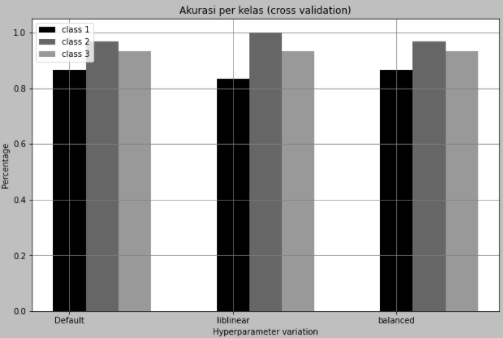 Akurasi per kelas (cross validation)
class 1
class 2
class 3
Percentage
1.0
0.8
0.6
0.4
0.2
0.0
Default
liblinear
balanced
Hyperparameter variation